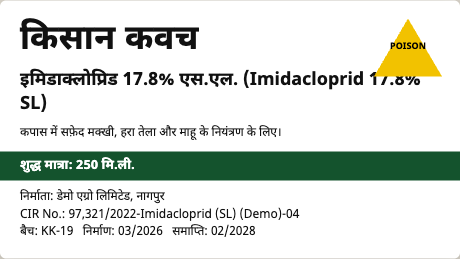 किसान कवच
POISON
इमिडाक्लोप्रिड 17.8% एस.एल. (Imidacloprid 17.8%
SL)
कपास में सफ़ेद मक्खी, हरा तेला और माहू के नियंत्रण के लिए।
शुद्ध मात्रा: 250 मि.ली.
निर्माता: डेमो एग्रो लिमिटेड, नागपुर
CIR No.: 97,321/2022-Imidacloprid (SL) (Demo)-04
बैच: KK-19 निर्माण: 03/2026 समाप्ति: 02/2028